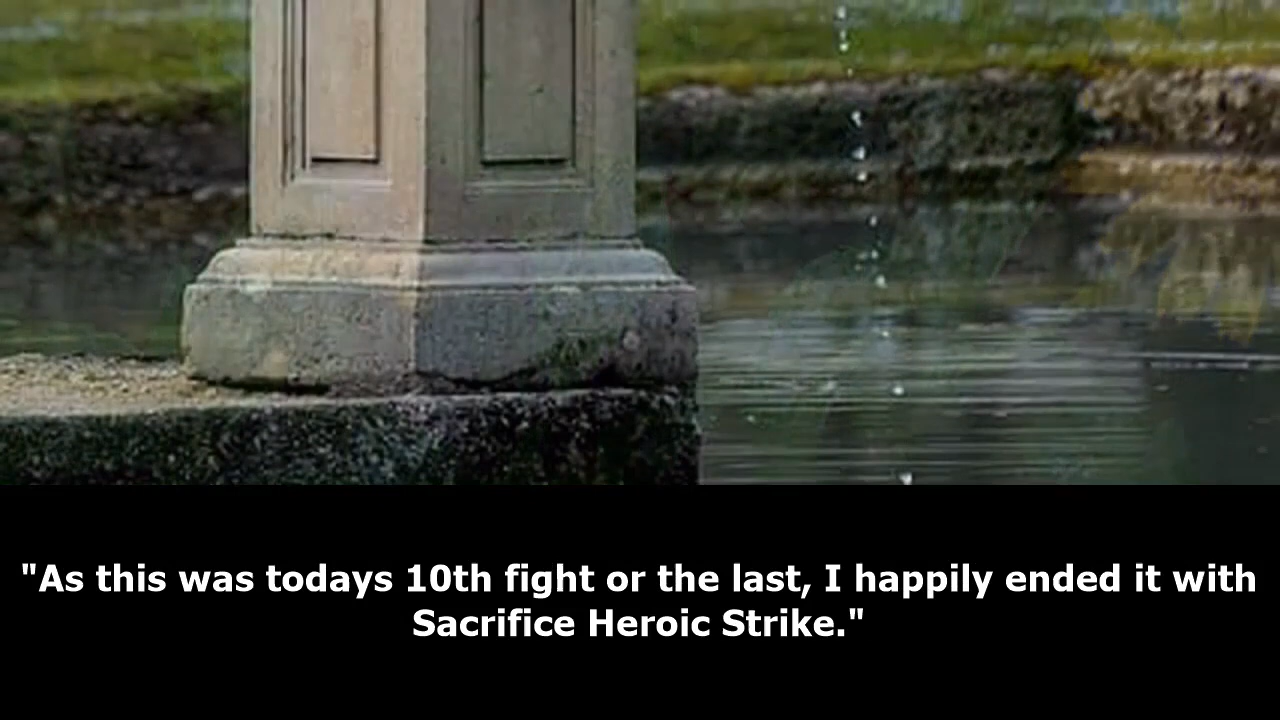 "As this was todays 10th fight or the last, I happily ended it with
Sacrifice Heroic Strike."